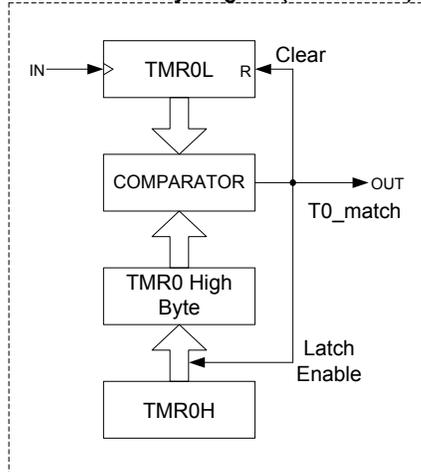 Clear
IN
TMR0L
R
COMPARATOR
OUT
T0_match
TMR0 High
Byte
Latch
Enable
TMR0H